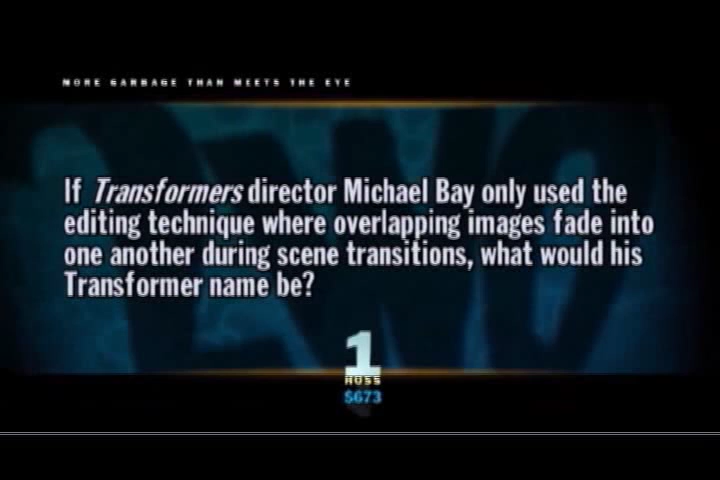 MORE GARBAGE THAN MEETS THE EYE
If Transformers director Michael Bay only used the
editing technique where overlapping images fade into
one another during scene transitions, what would his
Transformer name be?
1
ROSS
$673